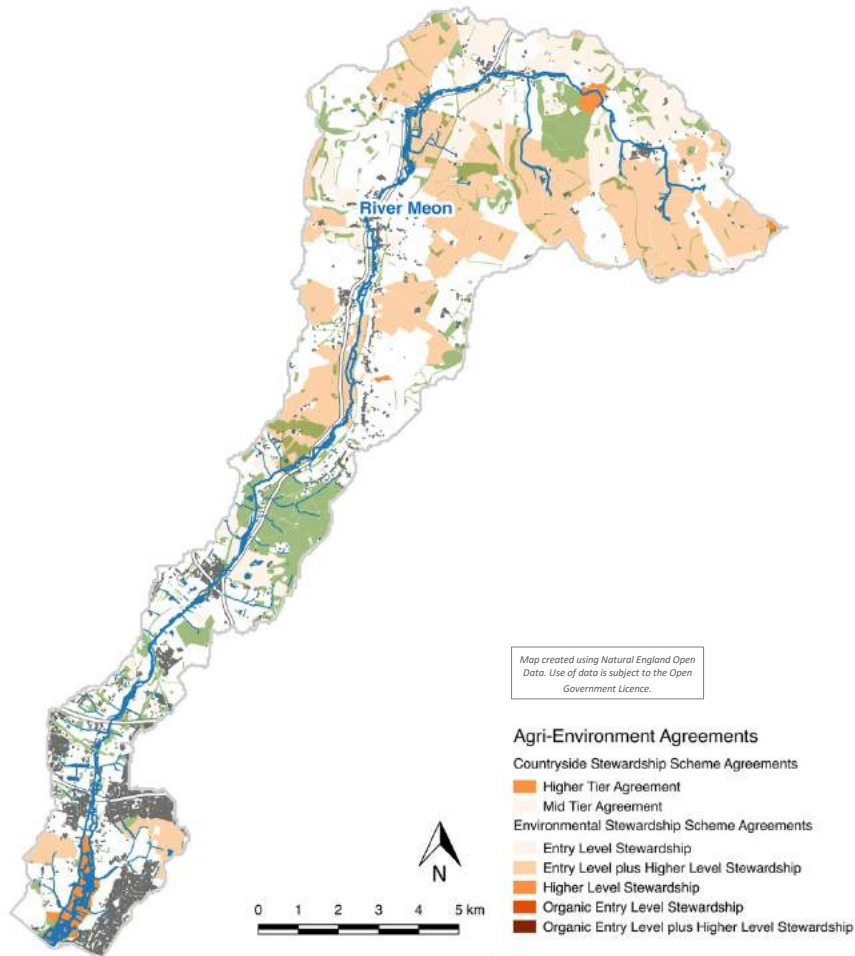 River Meon
Map created using Natural England Open
Data. Use of data is subject to the Open
Government Licence.
Agri-Environment Agreements
Countryside Stewardship Scheme Agreements
Higher Tier Agreement
Mid Tier Agreement
Environmental Stewardship Scheme Agreements
Entry Level Stewardship
Entry Level plus Higher Level Stewardship
Higher Level Stewardship
Organic Entry Level Stewardship
Organic Entry Level plus Higher Level Stewardship
N
0 1 2 3 4 5 km